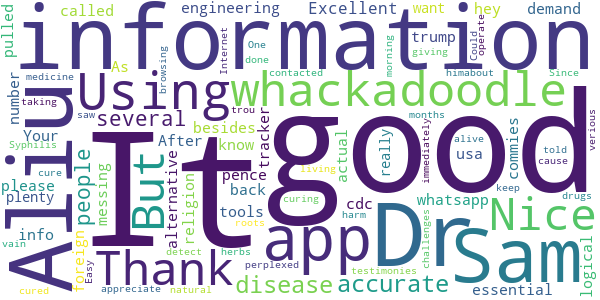 pulled
called
engineering
Excellent
want
hey
demand
information
As
Internet
One
done
contacted
trump
morning
giving
Could
operate
himabout
Since
number
medicine
taking
Using
whackadoodle
browsing
Your
several
trou
besides
After
know
tracker
saw
Syphilis
cure
people
messing
But
really
immediately
months
alive
usa
told
cause
commies
verious
Aliu
It
good
please
plenty
alternative
religion
pence
back
actual
living
curing
cdc
whatsapp
keep
drugs
Dr
Nice
info
foreign
tools
app
harm
logical
vain
Easy
Thank
detect
roots
herbs
perplexed
challenges
Sam
cured
appreciate
natural
disease
testimonies
accurate
essential